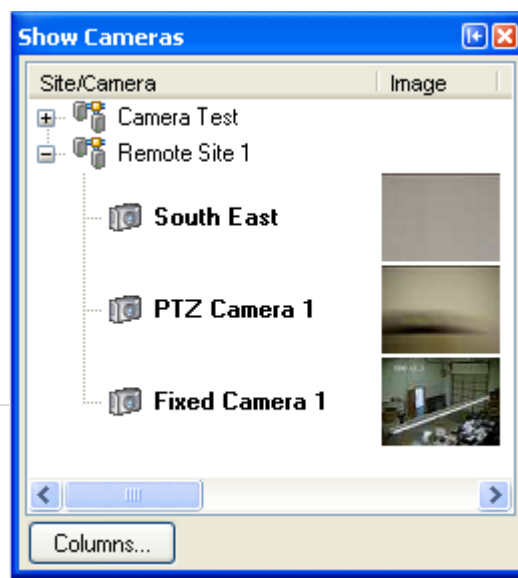 Show Cameras
Site/Camera Image
Camera Test
Remote Site 1
South East
PTZ Camera 1
Fixed Camera 1
Columns...